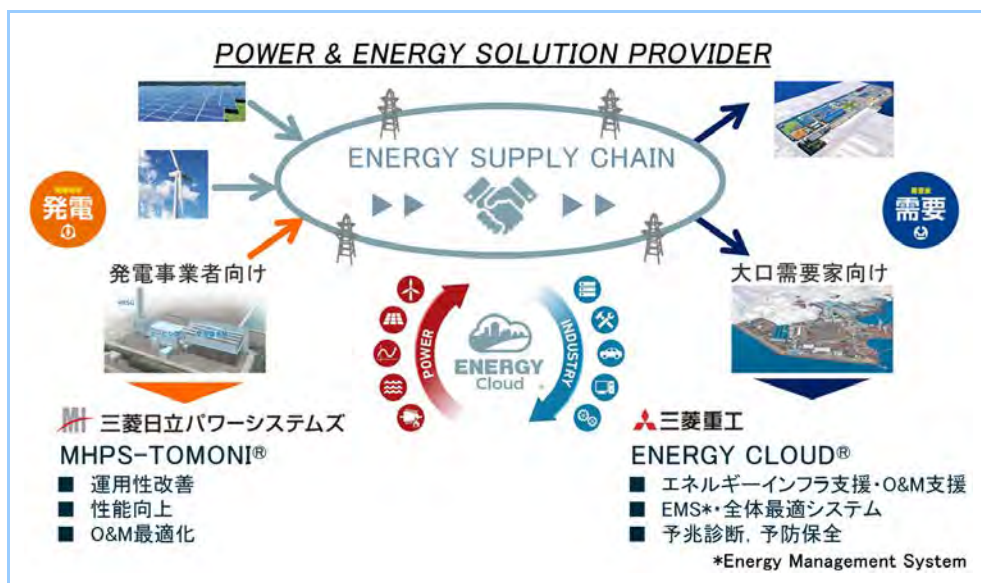 POWER & ENERGY SOLUTION PROVIDER
ENERGY SUPPLY CHAIN
発電
需要
発電事業者向け
大口需要家向け
HRSG
POWER
ENERGY
Cloud
INDUSTRY
三菱日立パワーシステムズ
MHPS-TOMONI®
■ 運用性改善
■ 性能向上
■ O&M最適化
三菱重工
ENERGY CLOUD®
■ エネルギーインフラ支援・O&M支援
■ EMS*・全体最適システム
■ 予兆診断, 予防保全
*Energy Management System